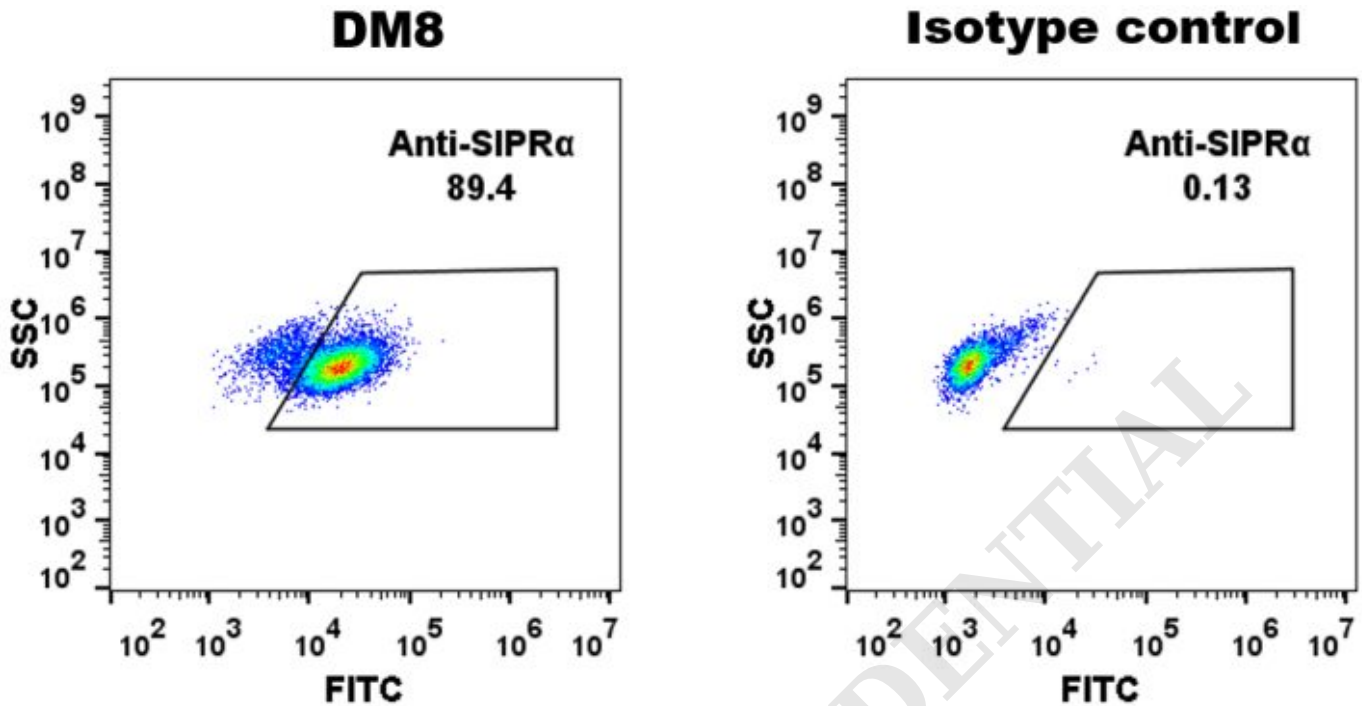 DM8
Isotype control
Anti-SIPRα
89.4
Anti-SIPRα
0.13
10⁹
10⁸
10⁷
10⁶
10⁵
10⁴
10³
10²
SSC
10² 10³ 10⁴ 10⁵ 10⁶ 10⁷
FITC
10⁹
10⁸
10⁷
10⁶
10⁵
10⁴
10³
10²
SSC
10² 10³ 10⁴ 10⁵ 10⁶ 10⁷
FITC
DENTIAL